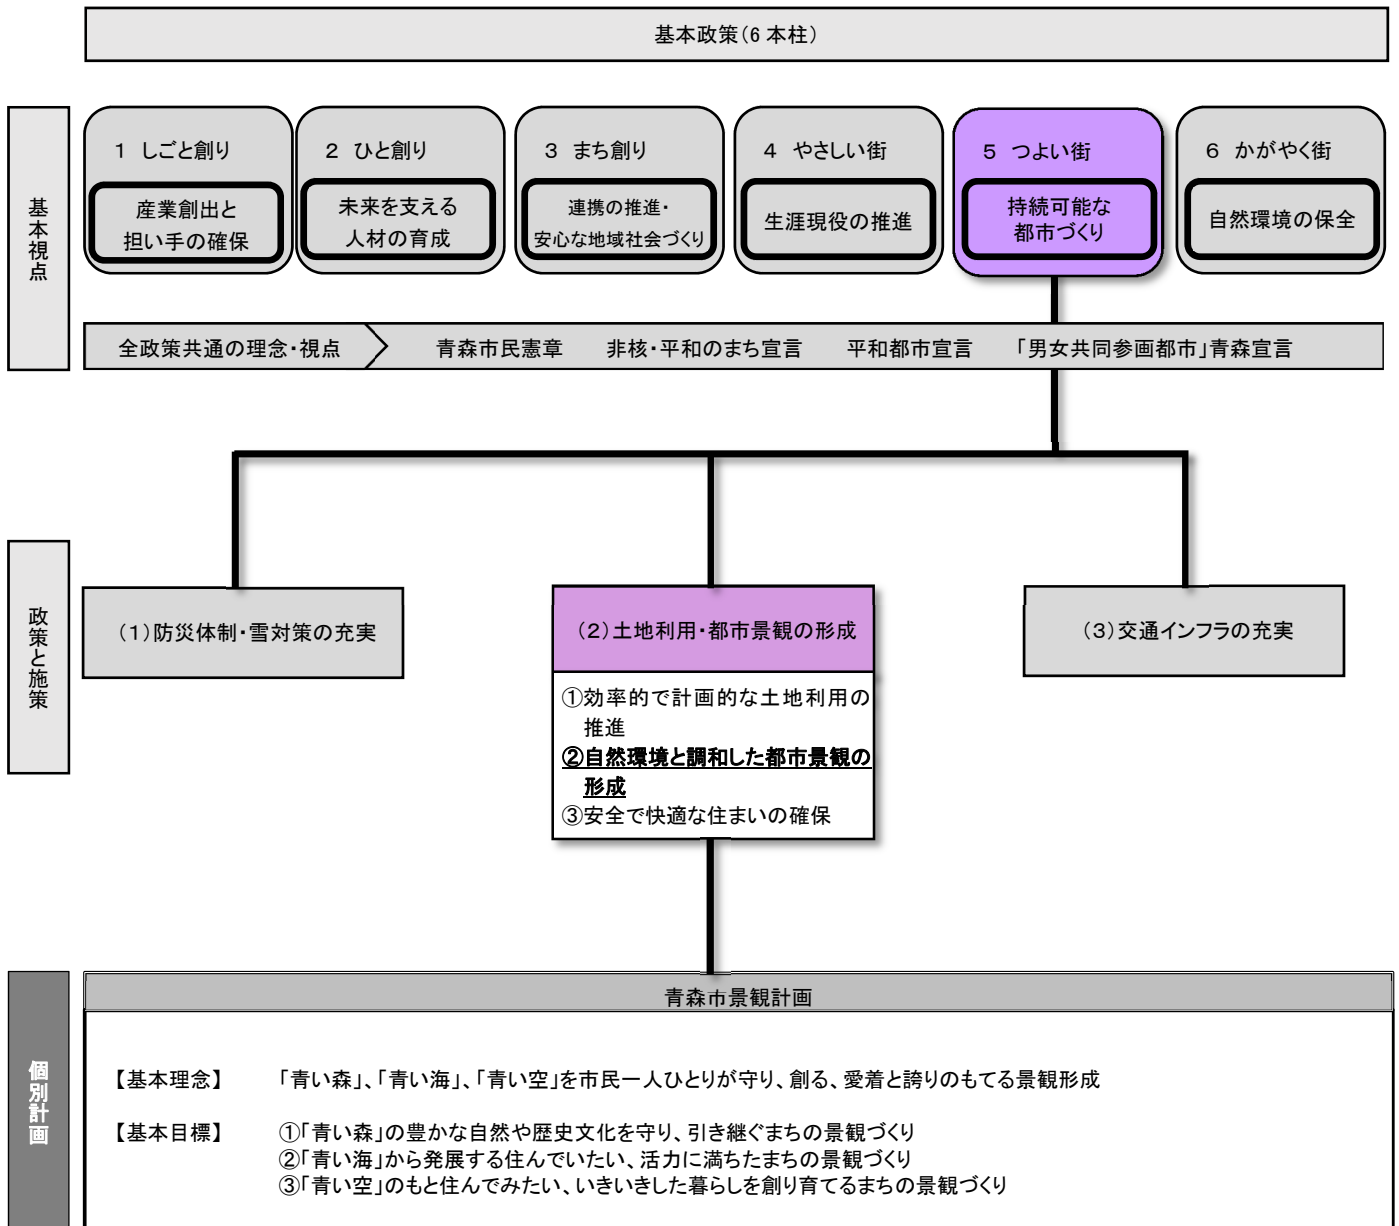 基本政策(6本柱)
基本視点
1 しごと創り
産業創出と
担い手の確保
2 ひと創り
未来を支える
人材の育成
3 まち創り
連携の推進・
安心な地域社会づくり
4 やさしい街
生涯現役の推進
5 つよい街
持続可能な
都市づくり
6 かがやく街
自然環境の保全
全政策共通の理念・視点
青森市民憲章 非核・平和のまち宣言 平和都市宣言 「男女共同参画都市」青森宣言
政策と施策
(1)防災体制・雪対策の充実
(2)土地利用・都市景観の形成
①効率的で計画的な土地利用の
推進
②自然環境と調和した都市景観の
形成
③安全で快適な住まいの確保
(3)交通インフラの充実
個別計画
青森市景観計画
【基本理念】 「青い森」、「青い海」、「青い空」を市民一人ひとりが守り、創る、愛着と誇りのもてる景観形成
【基本目標】 ①「青い森」の豊かな自然や歴史文化を守り、引き継ぐまちの景観づくり
②「青い海」から発展する住んでいたい、活力に満ちたまちの景観づくり
③「青い空」のもと住んでみたい、いきいきした暮らしを創り育てるまちの景観づくり